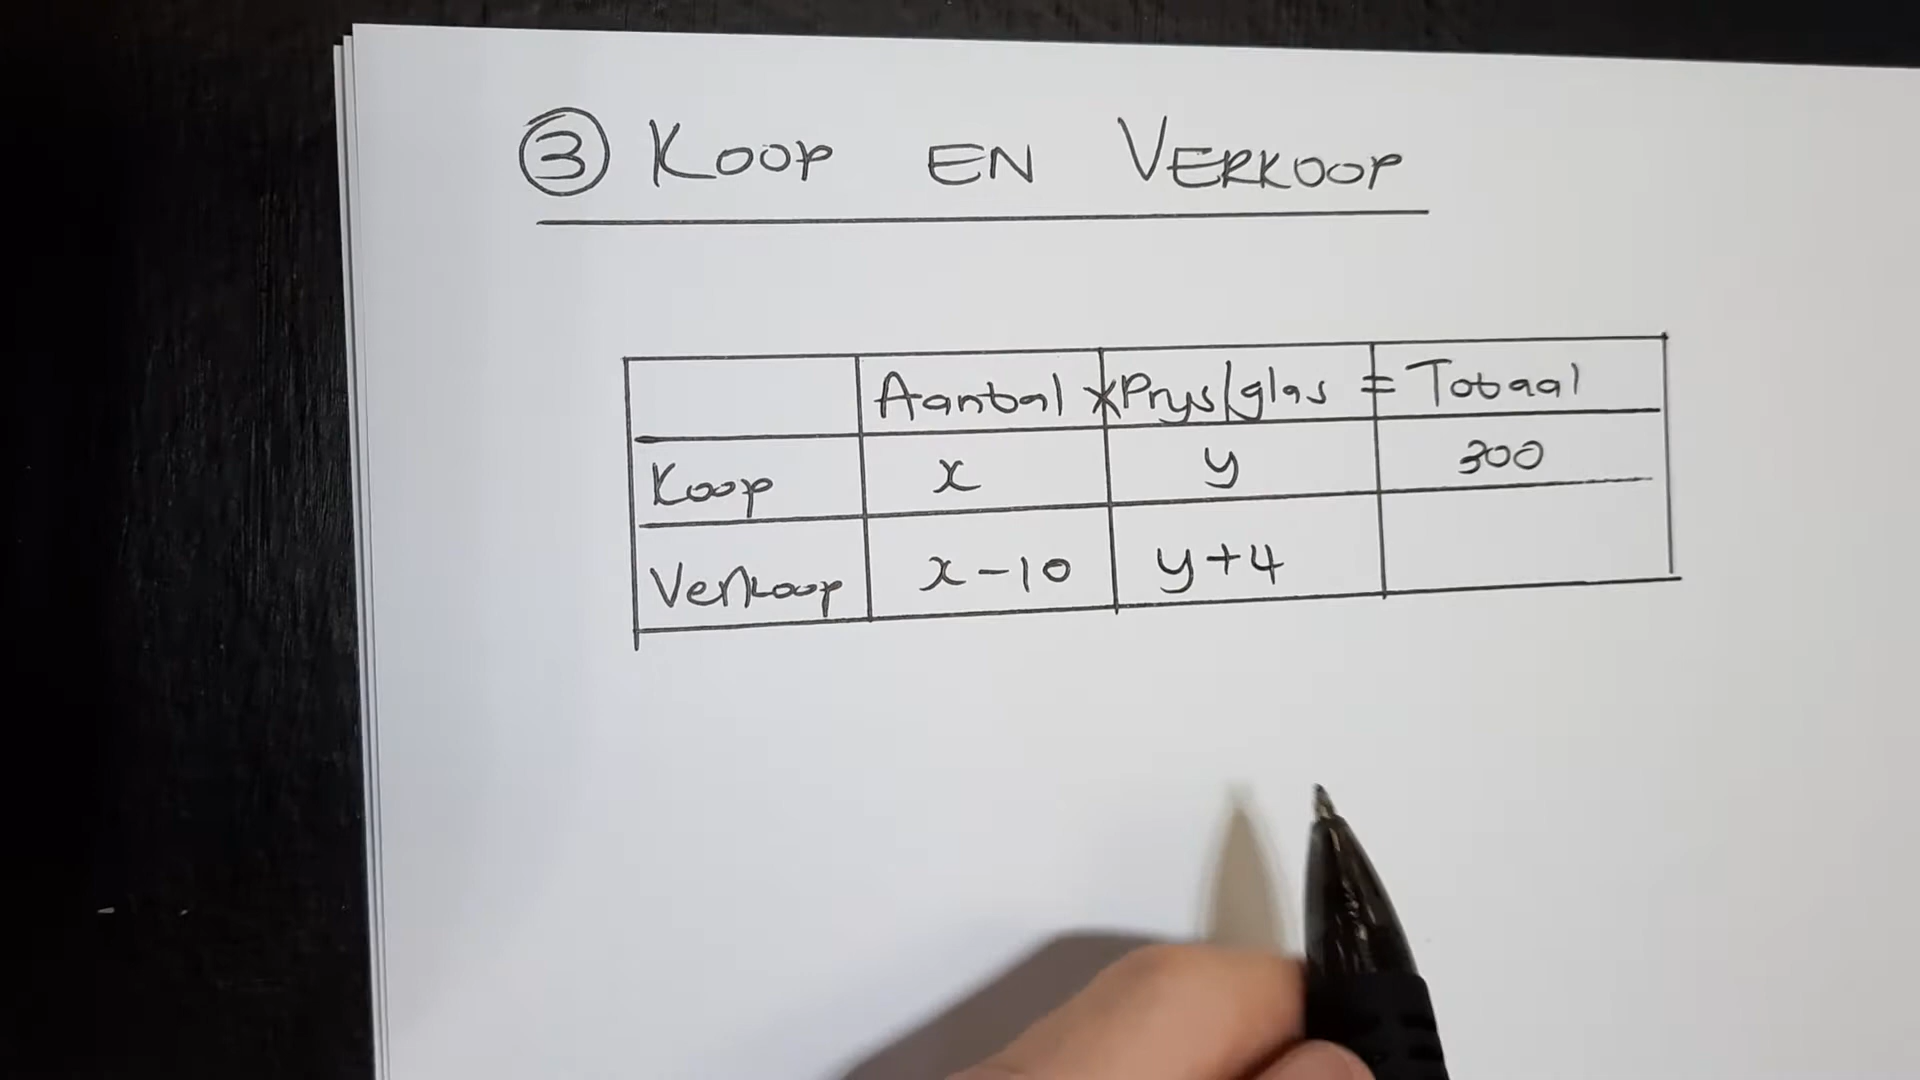 ③ KOOP EN VERKOOP
Aantal × Prys/glas = Totaal
Koop x y 300
Verkoop x-10 y+4